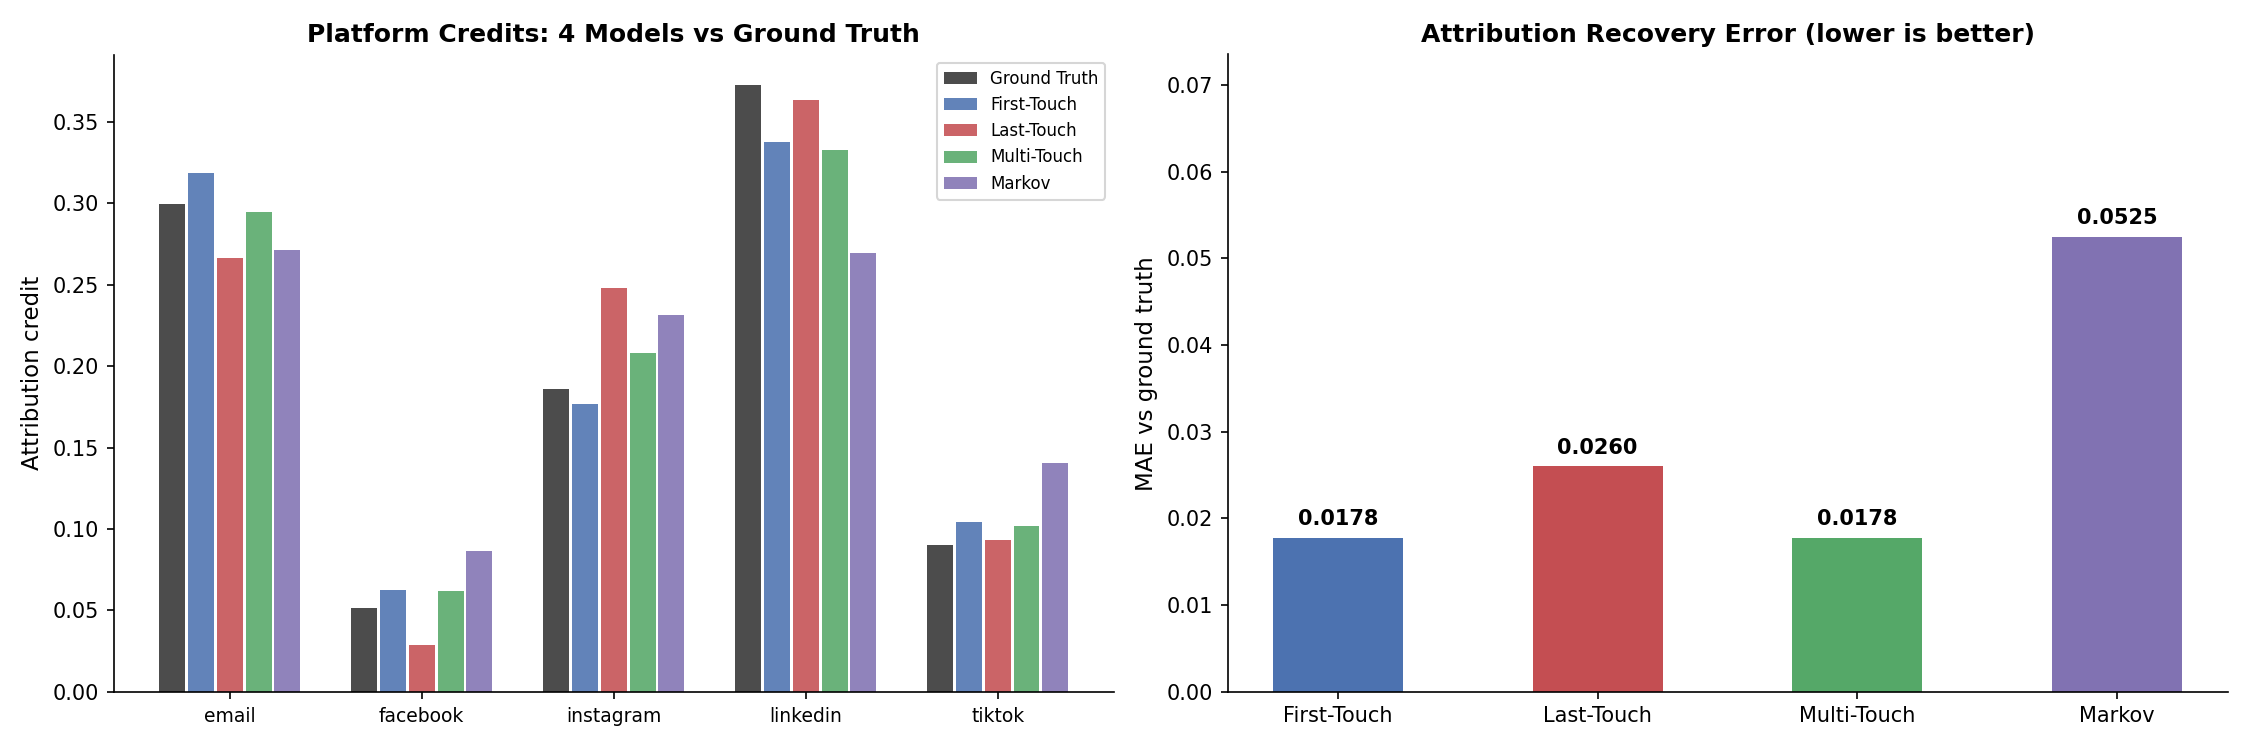 Platform Credits: 4 Models vs Ground Truth
Attribution credit
0.35
0.30
0.25
0.20
0.15
0.10
0.05
0.00
Ground Truth
First-Touch
Last-Touch
Multi-Touch
Markov
email
facebook
instagram
linkedin
tiktok
Attribution Recovery Error (lower is better)
MAE vs ground truth
0.07
0.06
0.05
0.04
0.03
0.02
0.01
0.00
0.0178
0.0260
0.0178
0.0525
First-Touch
Last-Touch
Multi-Touch
Markov